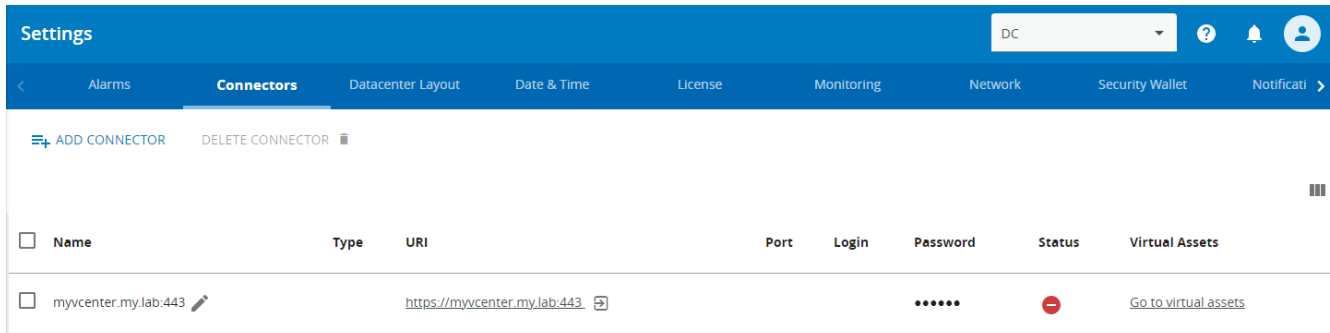 Settings
DC
Alarms Connectors Datacenter Layout Date & Time License Monitoring Network Security Wallet Notificati
ADD CONNECTOR DELETE CONNECTOR
Name Type URI Port Login Password Status Virtual Assets
myvcenter.my.lab:443 https://myvcenter.my.lab:443 •••••• Go to virtual assets